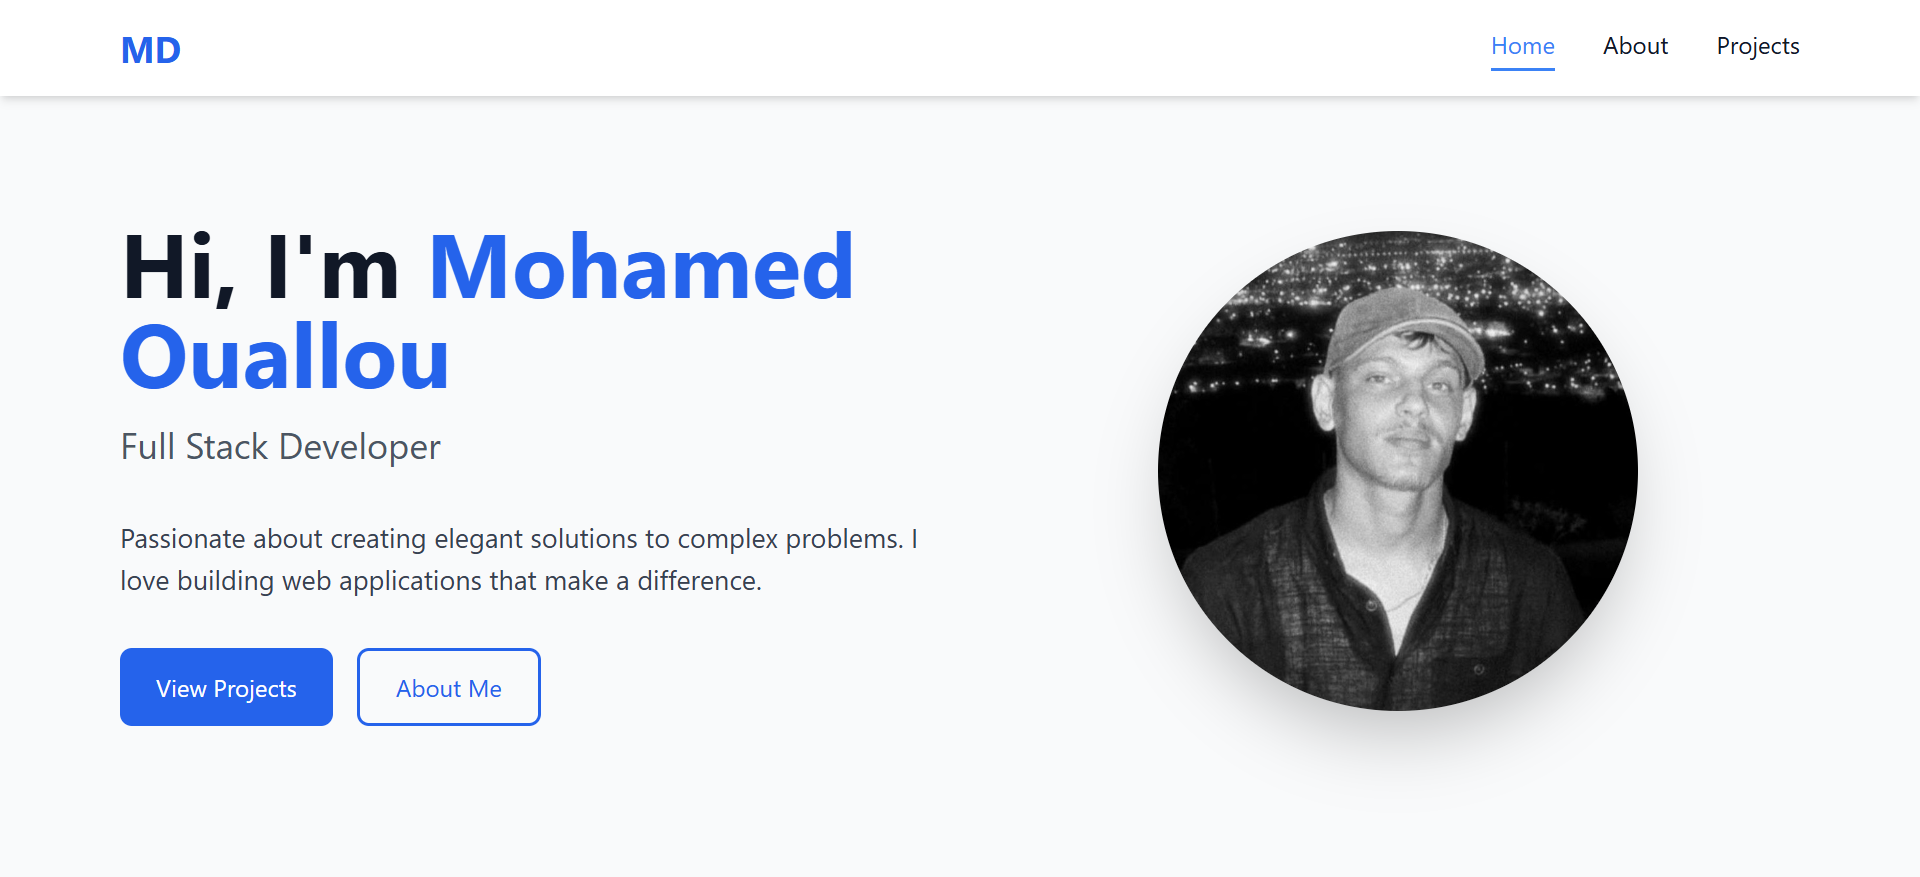 MD
Home About Projects
Hi, I'm Mohamed
Ouallou
Full Stack Developer
Passionate about creating elegant solutions to complex problems. I
love building web applications that make a difference.
View Projects About Me